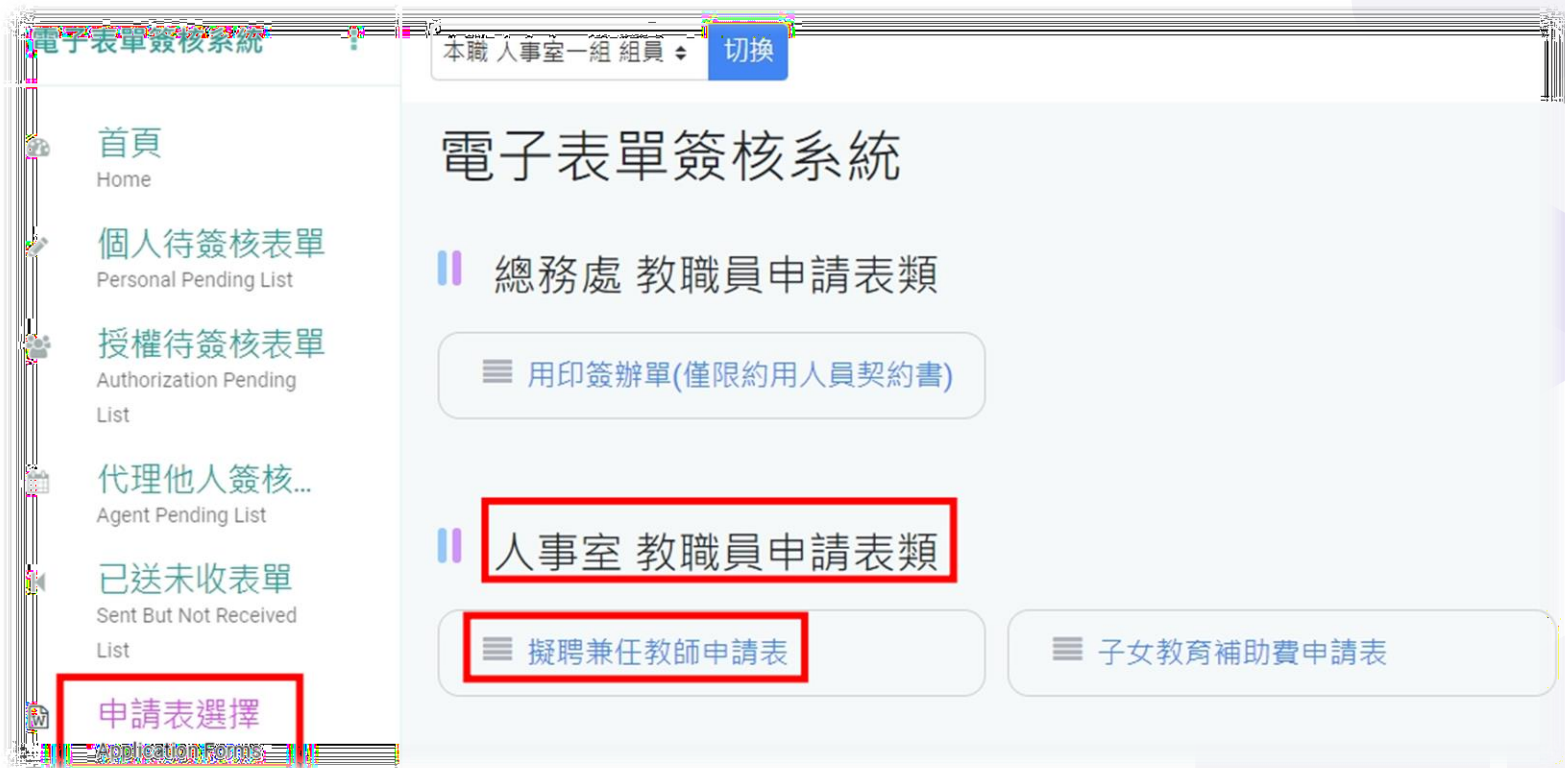 電子表單簽核系統
本職 人事室一組 組員
切換
首頁
Home
個人待簽核表單
Personal Pending List
授權待簽核表單
Authorization Pending
List
代理他人簽核...
Agent Pending List
已送未收表單
Sent But Not Received
List
申請表選擇
Application Forms
電子表單簽核系統
總務處 教職員申請表類
用印簽辦單(僅限約用人員契約書)
人事室 教職員申請表類
擬聘兼任教師申請表
子女教育補助費申請表